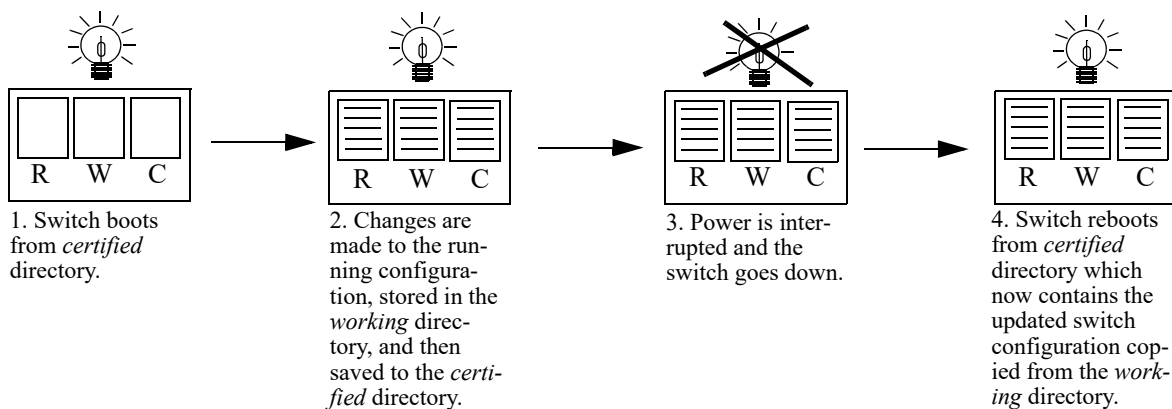 R W C
1. Switch boots
from certified
directory.
R W C
2. Changes are
made to the run-
ning configura-
tion, stored in the
working direc-
tory, and then
saved to the certi-
fied directory.
R W C
3. Power is inter-
rupted and the
switch goes down.
R W C
4. Switch reboots
from certified
directory which
now contains the
updated switch
configuration cop-
ied from the work-
ing directory.